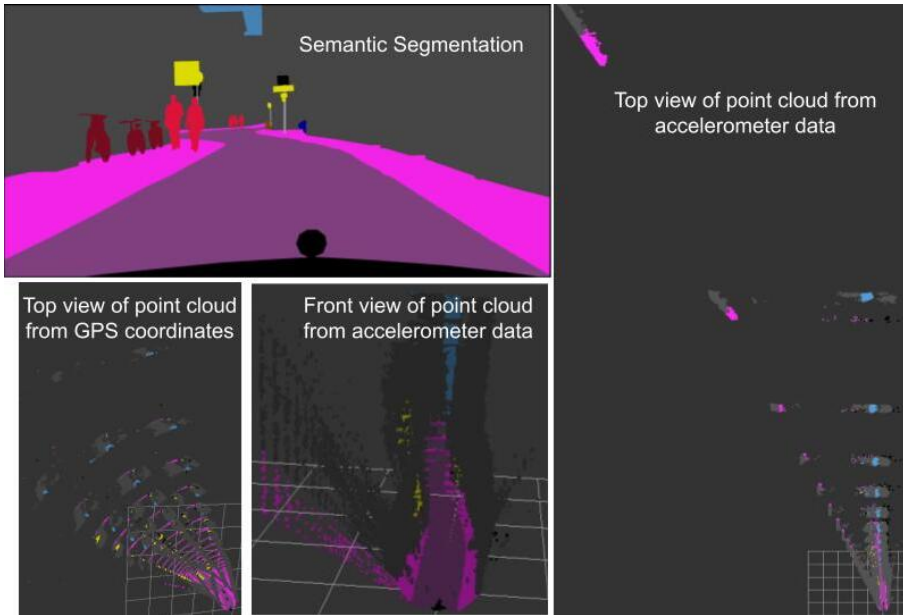 Semantic Segmentation
Top view of point cloud from
accelerometer data
Top view of point cloud
from GPS coordinates
Front view of point cloud
from accelerometer data